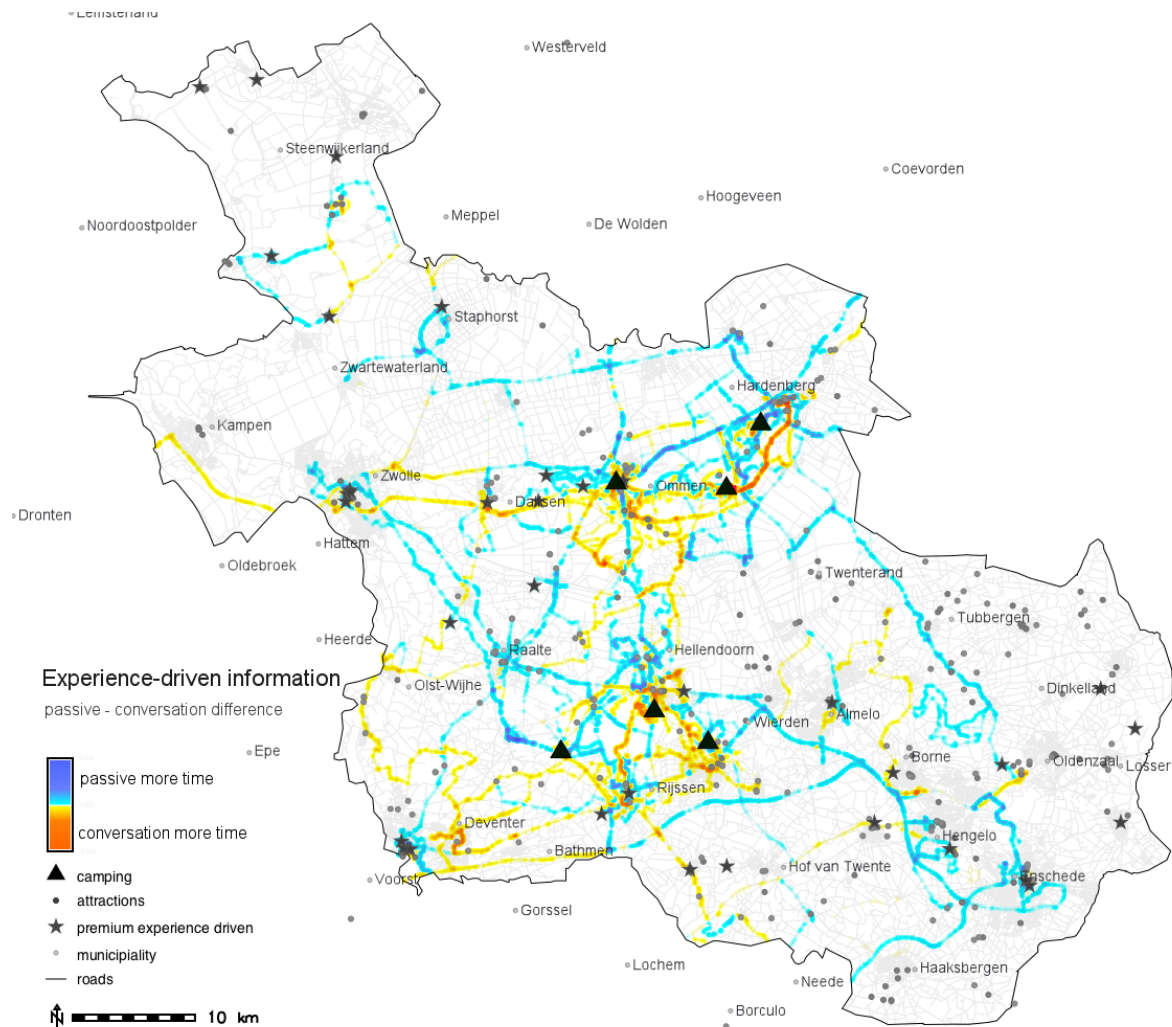 Lemsterland
Westerveld
Steenwijkerland
Coevorden
Hoogeveen
Noordoostpolder
Meppel
De Wolden
Staphorst
Zwartewaterland
Hardenberg
Kampen
Zwolle
Ommen
Dalfsen
Dronten
Hattem
Oldebroek
Twenterand
Tubbergen
Heerde
Raalte
Hellendoorn
Experience-driven information
Olst-Wijhe
Dinkelland
passive - conversation difference
Wierden
Almelo
Epe
Borne
Oldenzaal
Losser
passive more time
Rijssen
conversation more time
Deventer
Hengelo
Bathmen
camping
Voorst
Hof van Twente
Enschede
attractions
Gorssel
premium experience driven
municipiality
Lochem
Haaksbergen
roads
Neede
Borculo
N
10 km